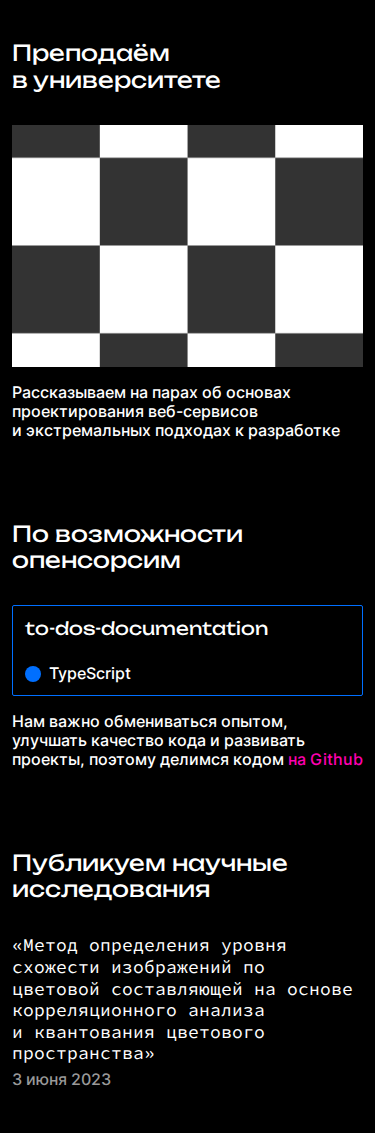 Преподаём
в университете
Рассказываем на парах об основах
проектирования веб-сервисов
и экстремальных подходах к разработке
По возможности
опенсорсим
to-dos-documentation
TypeScript
Нам важно обмениваться опытом,
улучшать качество кода и развивать
проекты, поэтому делимся кодом на Github
Публикуем научные
исследования
«Метод определения уровня
схожести изображений по
цветовой составляющей на основе
корреляционного анализа
и квантования цветового
пространства»
3 июня 2023